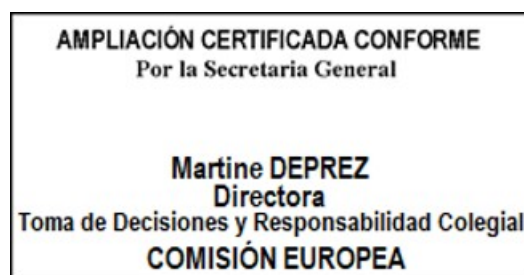 AMPLIACIÓN CERTIFICADA CONFORME
Por la Secretaria General
Martine DEPREZ
Directora
Toma de Decisiones y Responsabilidad Colegial
COMISIÓN EUROPEA